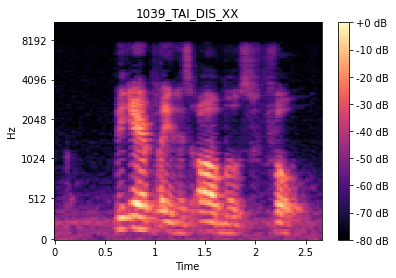 1039_TAI_DIS_XX
8192
4096
2048
1024
512
0
Hz
0
0.5
1
1.5
2
2.5
Time
+0 dB
-10 dB
-20 dB
-30 dB
-40 dB
-50 dB
-60 dB
-70 dB
-80 dB